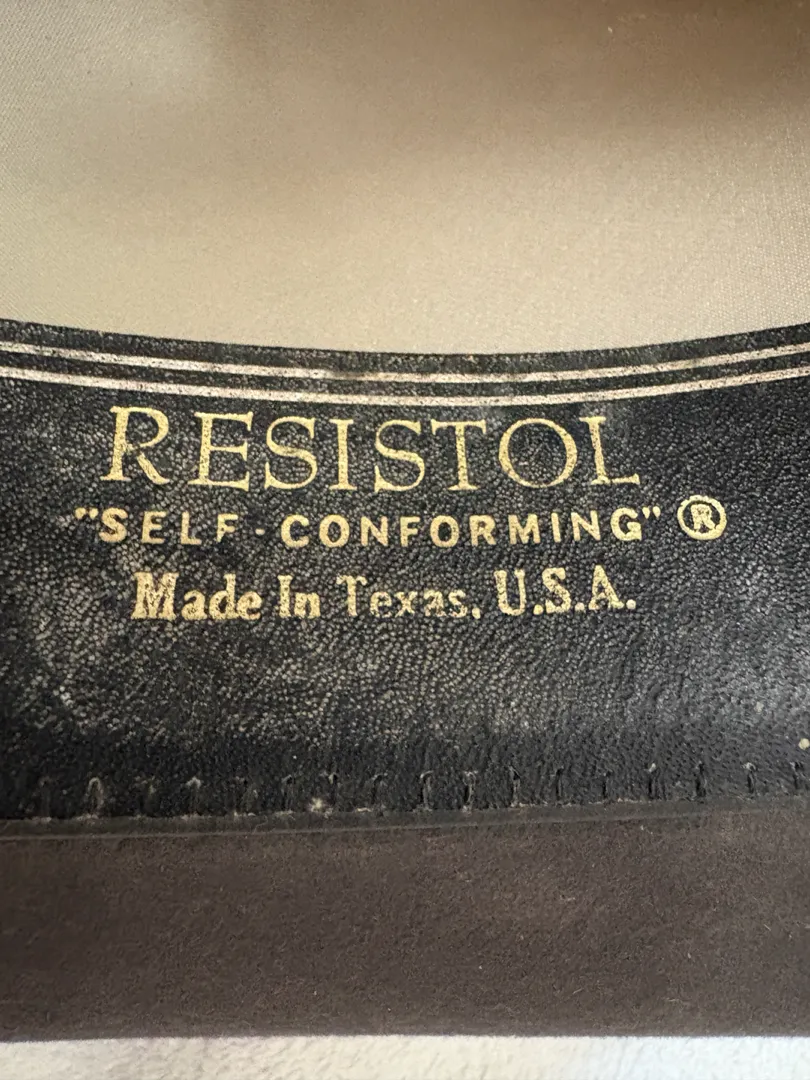 RESISTOL
"SELF-CONFORMING" ®
Made In Texas, U.S.A.